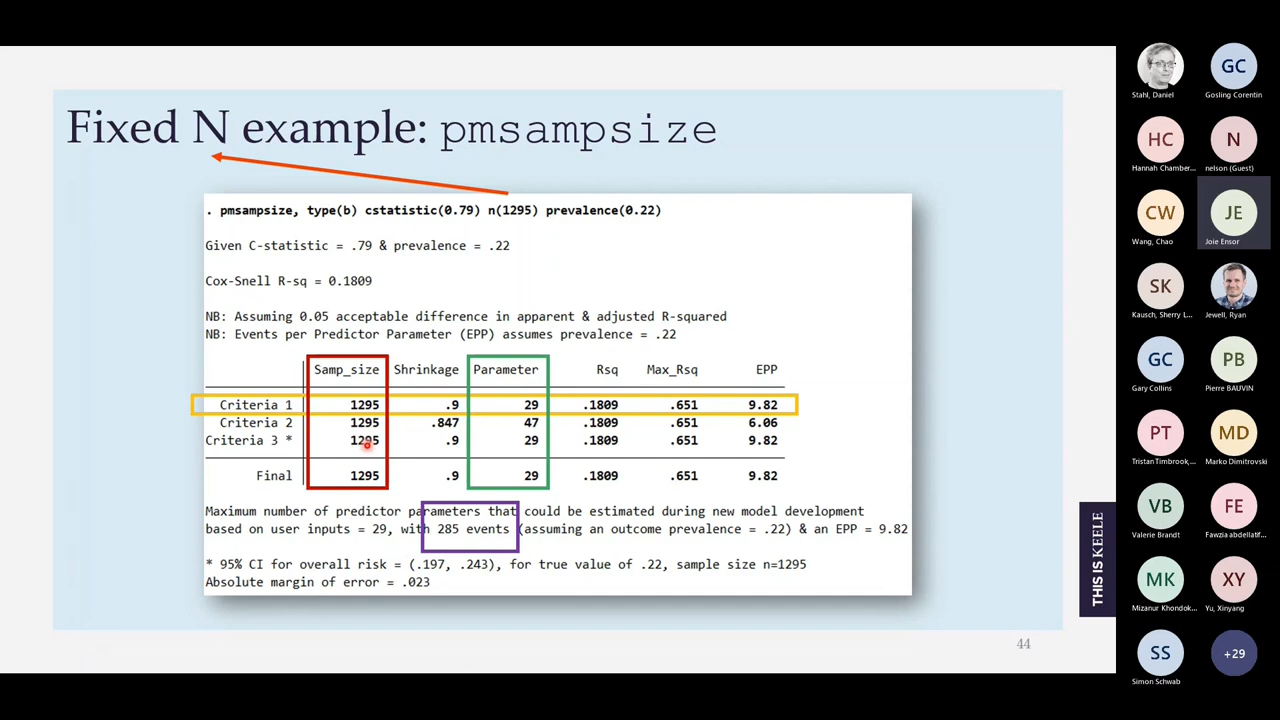 Fixed N example: pmsampsize
. pmsampsize, type(b) cstatistic(0.79) n(1295) prevalence(0.22)
Given C-statistic = .79 & prevalence = .22
Cox-Snell R-sq = 0.1809
NB: Assuming 0.05 acceptable difference in apparent & adjusted R-squared
NB: Events per Predictor Parameter (EPP) assumes prevalence = .22
Samp_size Shrinkage Parameter Rsq Max_Rsq EPP
Criteria 1 1295 .9 29 .1809 .651 9.82
Criteria 2 1295 .847 47 .1809 .651 6.06
Criteria 3 * 1295 .9 29 .1809 .651 9.82
Final 1295 .9 29 .1809 .651 9.82
Maximum number of predictor parameters that could be estimated during new model development
based on user inputs = 29, with 285 events (assuming an outcome prevalence = .22) & an EPP = 9.82
* 95% CI for overall risk = (.197, .243), for true value of .22, sample size n=1295
Absolute margin of error = .023
THIS IS KEELE
44
Stahl, Daniel
GC
Gosling Corentin
HC
Hannah Chamber...
N
nelson (Guest)
CW
Wang, Chao
JE
Joie Ensor
SK
Kausch, Sherry L...
Jewell, Ryan
GC
Gary Collins
PB
Pierre BAUVIN
PT
Tristan Timbrook,...
MD
Marko Dimitrovski
VB
Valerie Brandt
FE
Fawzia abdellatif...
MK
Mizanur Khondok...
XY
Yu, Xinyang
SS
Simon Schwab
+29